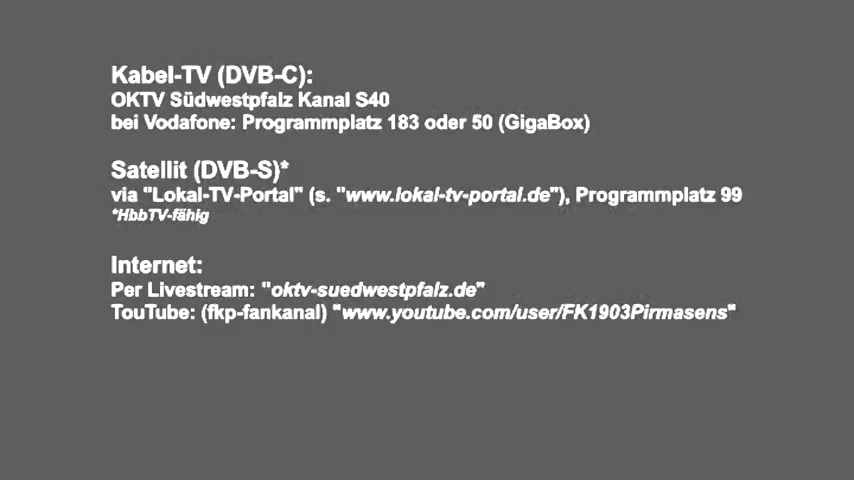 Kabel-TV (DVB-C):
OKTV Südwestpfalz Kanal S40
bei Vodafone: Programmplatz 183 oder 50 (GigaBox)
Satellit (DVB-S)*
via "Lokal-TV-Portal" (s. "www.lokal-tv-portal.de"), Programmplatz 99
*HbbTV-fähig
Internet:
Per Livestream: "oktv-suedwestpfalz.de"
TouTube: (fkp-fankanal) "www.youtube.com/user/FK1903Pirmasens"